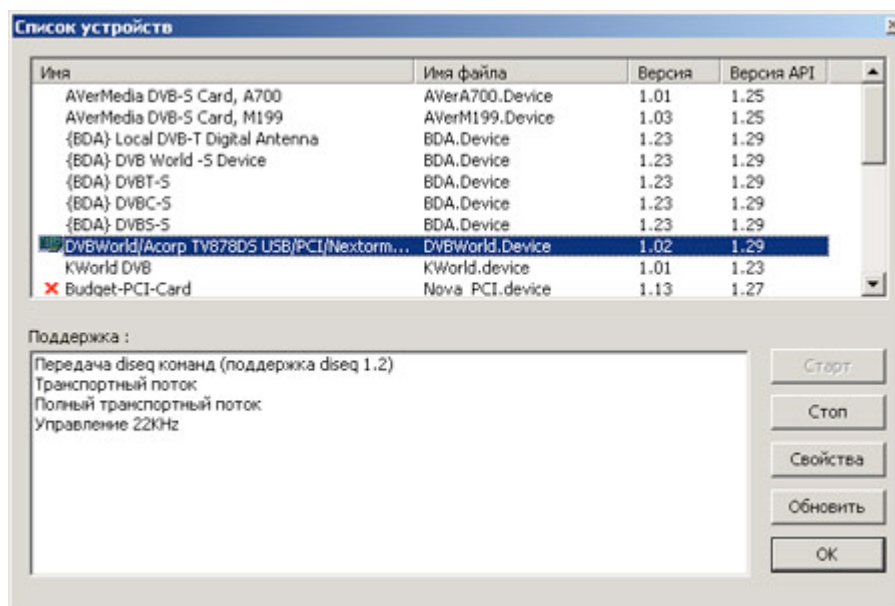 Список устройств
Имя Имя файла Версия Версия API
AVerMedia DVB-S Card, A700 AVerA700.Device 1.01 1.25
AVerMedia DVB-S Card, M199 AVerM199.Device 1.03 1.25
{BDA} Local DVB-T Digital Antenna BDA.Device 1.23 1.29
{BDA} DVB World -S Device BDA.Device 1.23 1.29
{BDA} DVBT-S BDA.Device 1.23 1.29
{BDA} DVBC-S BDA.Device 1.23 1.29
{BDA} DVBS-S BDA.Device 1.23 1.29
DVBWorld/Acorp TV878DS USB/PCI/Nextorm... DVBWorld.Device 1.02 1.29
KWorld DVB KWorld.device 1.01 1.23
Budget-PCI-Card Nova_PCI.device 1.13 1.27
Поддержка :
Передача diseq команд (поддержка diseq 1.2)
Транспортный поток
Полный транспортный поток
Управление 22KHz
Старт
Стоп
Свойства
Обновить
OK